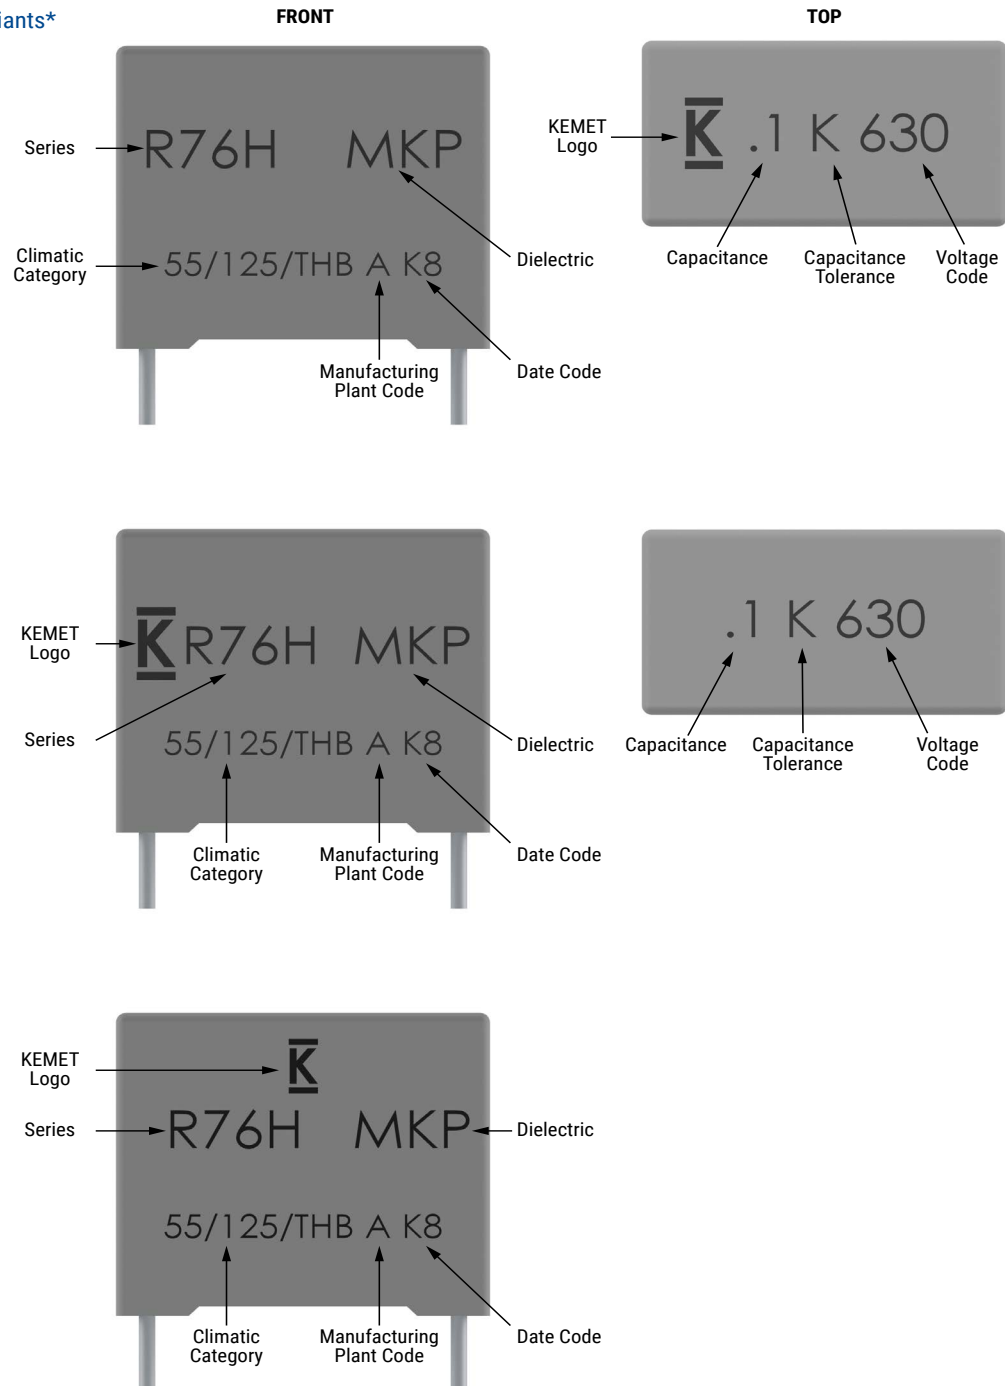 iants*
FRONT
TOP
Series
R76H MKP
Climatic
Category
55/125/THB A K8
Dielectric
Manufacturing
Plant Code
Date Code
KEMET
Logo
K .1 K 630
Capacitance
Capacitance
Tolerance
Voltage
Code
KEMET
Logo
K R76H MKP
Series
55/125/THB A K8
Dielectric
Climatic
Category
Manufacturing
Plant Code
Date Code
.1 K 630
Capacitance
Capacitance
Tolerance
Voltage
Code
KEMET
Logo
K
Series
R76H MKP
Dielectric
55/125/THB A K8
Climatic
Category
Manufacturing
Plant Code
Date Code